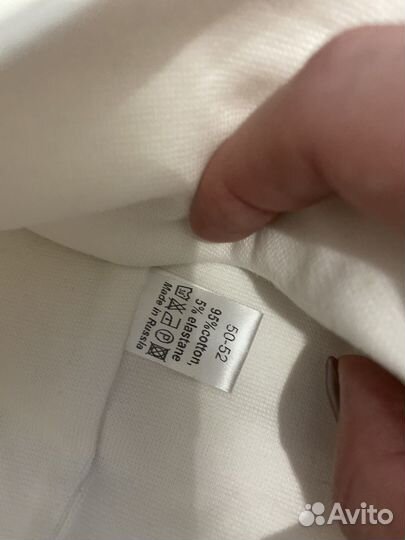 50-52
95%cotton,
5% elastane
Made in Russia
Avito